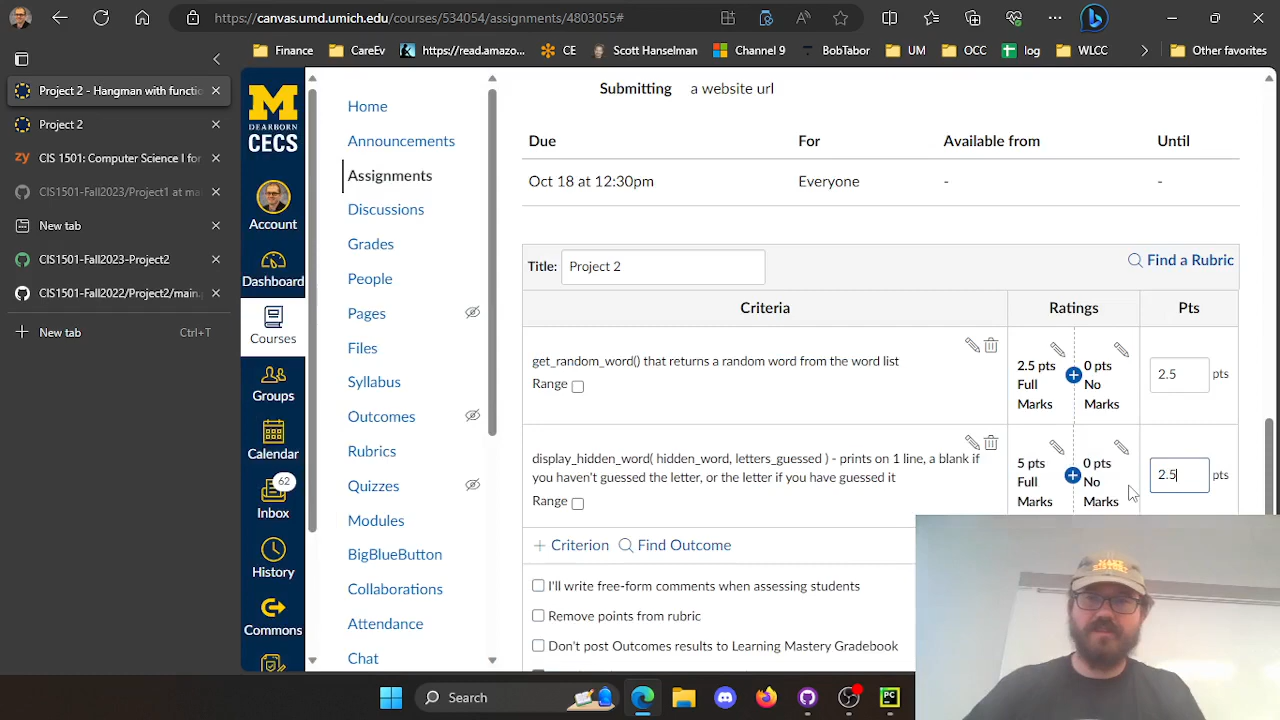 https://canvas.umd.umich.edu/courses/534054/assignments/4803055#
Finance
CareEv
https://read.amazo...
CE
Scott Hanselman
Channel 9
BobTabor
UM
OCC
log
WLCC
Other favorites
Project 2 - Hangman with functi
Project 2
zy CIS 1501: Computer Science I for
CIS1501-Fall2023/Project1 at ma
New tab
CIS1501-Fall2023-Project2
CIS1501-Fall2022/Project2/main.
New tab Ctrl+T
M
DEARBORN
CECS
Account
Dashboard
Courses
Groups
Calendar
62
Inbox
History
Commons
Home
Announcements
Assignments
Discussions
Grades
People
Pages
Files
Syllabus
Outcomes
Rubrics
Quizzes
Modules
BigBlueButton
Collaborations
Attendance
Chat
Submitting a website url
Due For Available from Until
Oct 18 at 12:30pm Everyone - -
Title: Project 2 Find a Rubric
Criteria Ratings Pts
get_random_word() that returns a random word from the word list
Range
2.5 pts
Full
Marks
0 pts
No
Marks
2.5 pts
display_hidden_word( hidden_word, letters_guessed ) - prints on 1 line, a blank if
you haven't guessed the letter, or the letter if you have guessed it
Range
5 pts
Full
Marks
0 pts
No
Marks
2.5 pts
+ Criterion Find Outcome
I'll write free-form comments when assessing students
Remove points from rubric
Don't post Outcomes results to Learning Mastery Gradebook
Search
PC